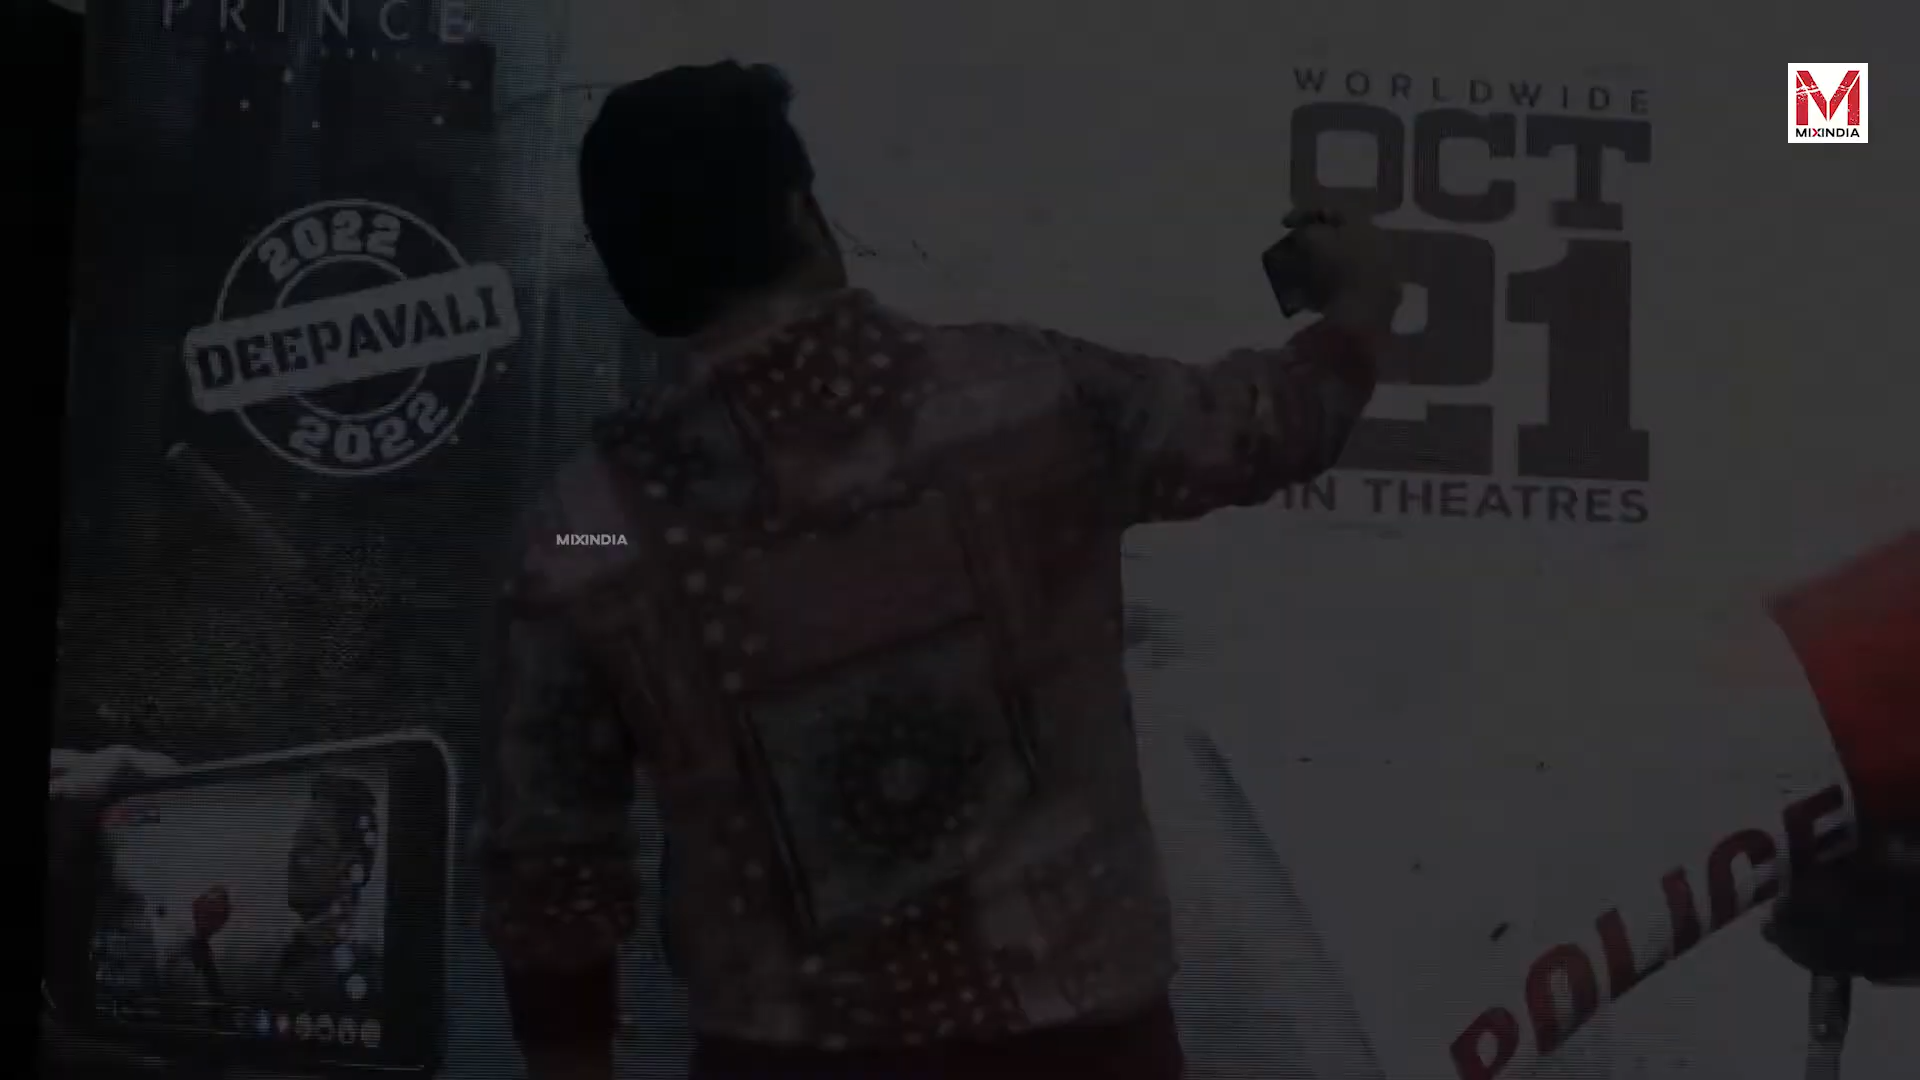 PRINCE
2022
DEEPAVALI
2022
WORLDWIDE
OCT
21
IN THEATRES
M
MIXINDIA
MIXINDIA
POLICE